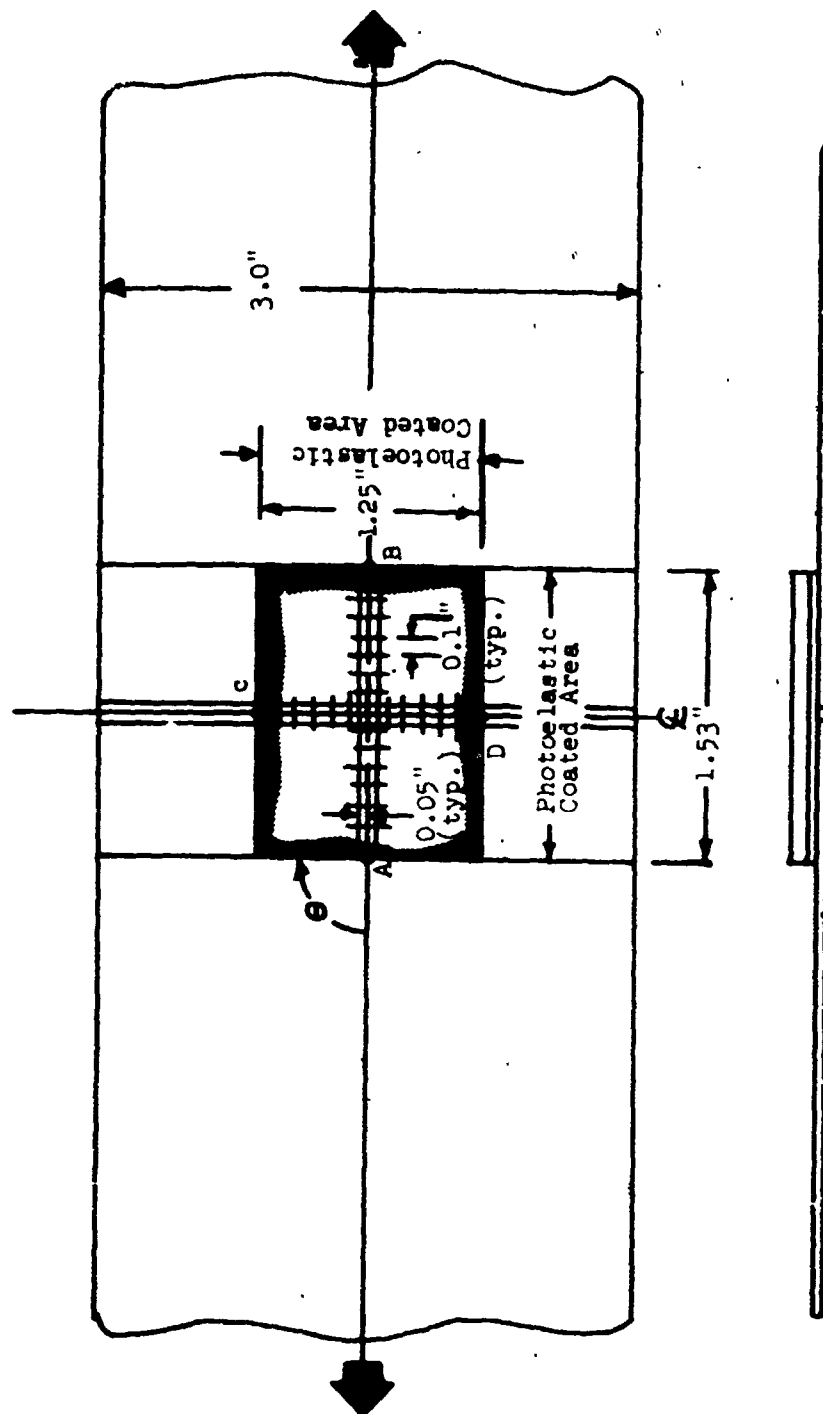 3.0"
Photoelastic
Coated Area
1.25"
B
C
0.1"
(typ.)
0.05"
(typ.)
A
D
θ
Photoelastic
Coated Area
℄
1.53"